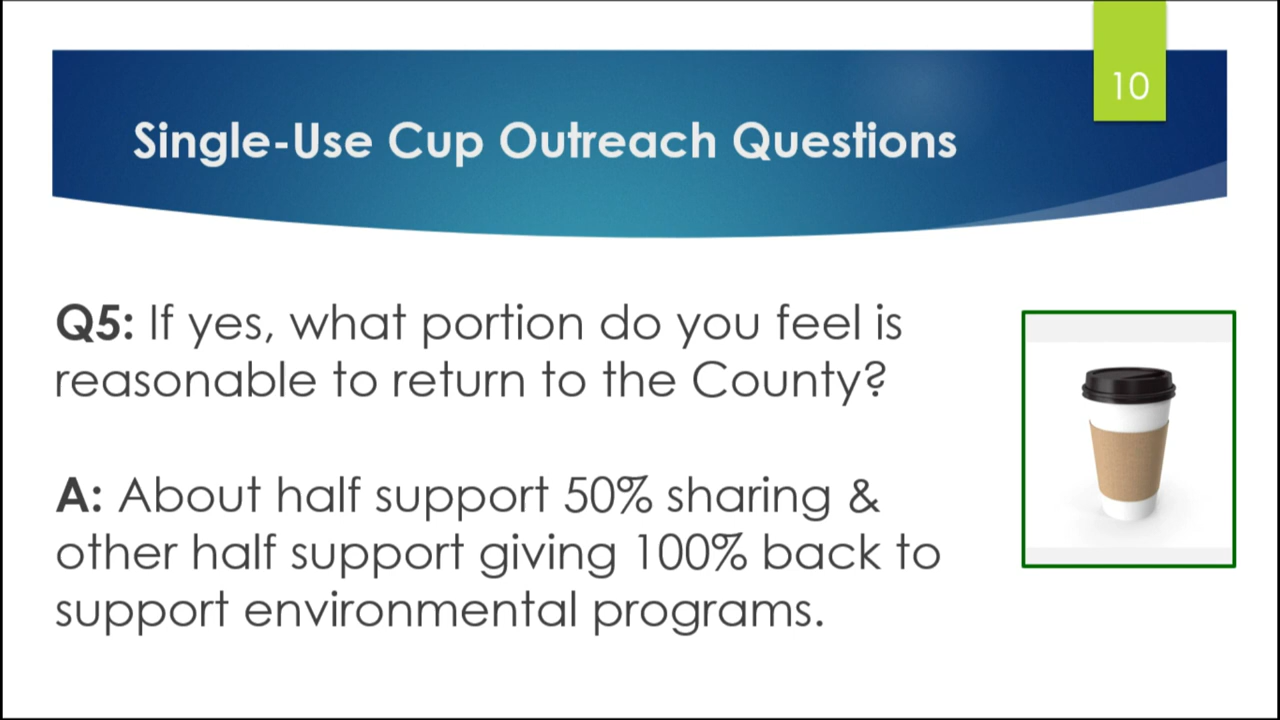 10
Single-Use Cup Outreach Questions
Q5: If yes, what portion do you feel is
reasonable to return to the County?
A: About half support 50% sharing &
other half support giving 100% back to
support environmental programs.